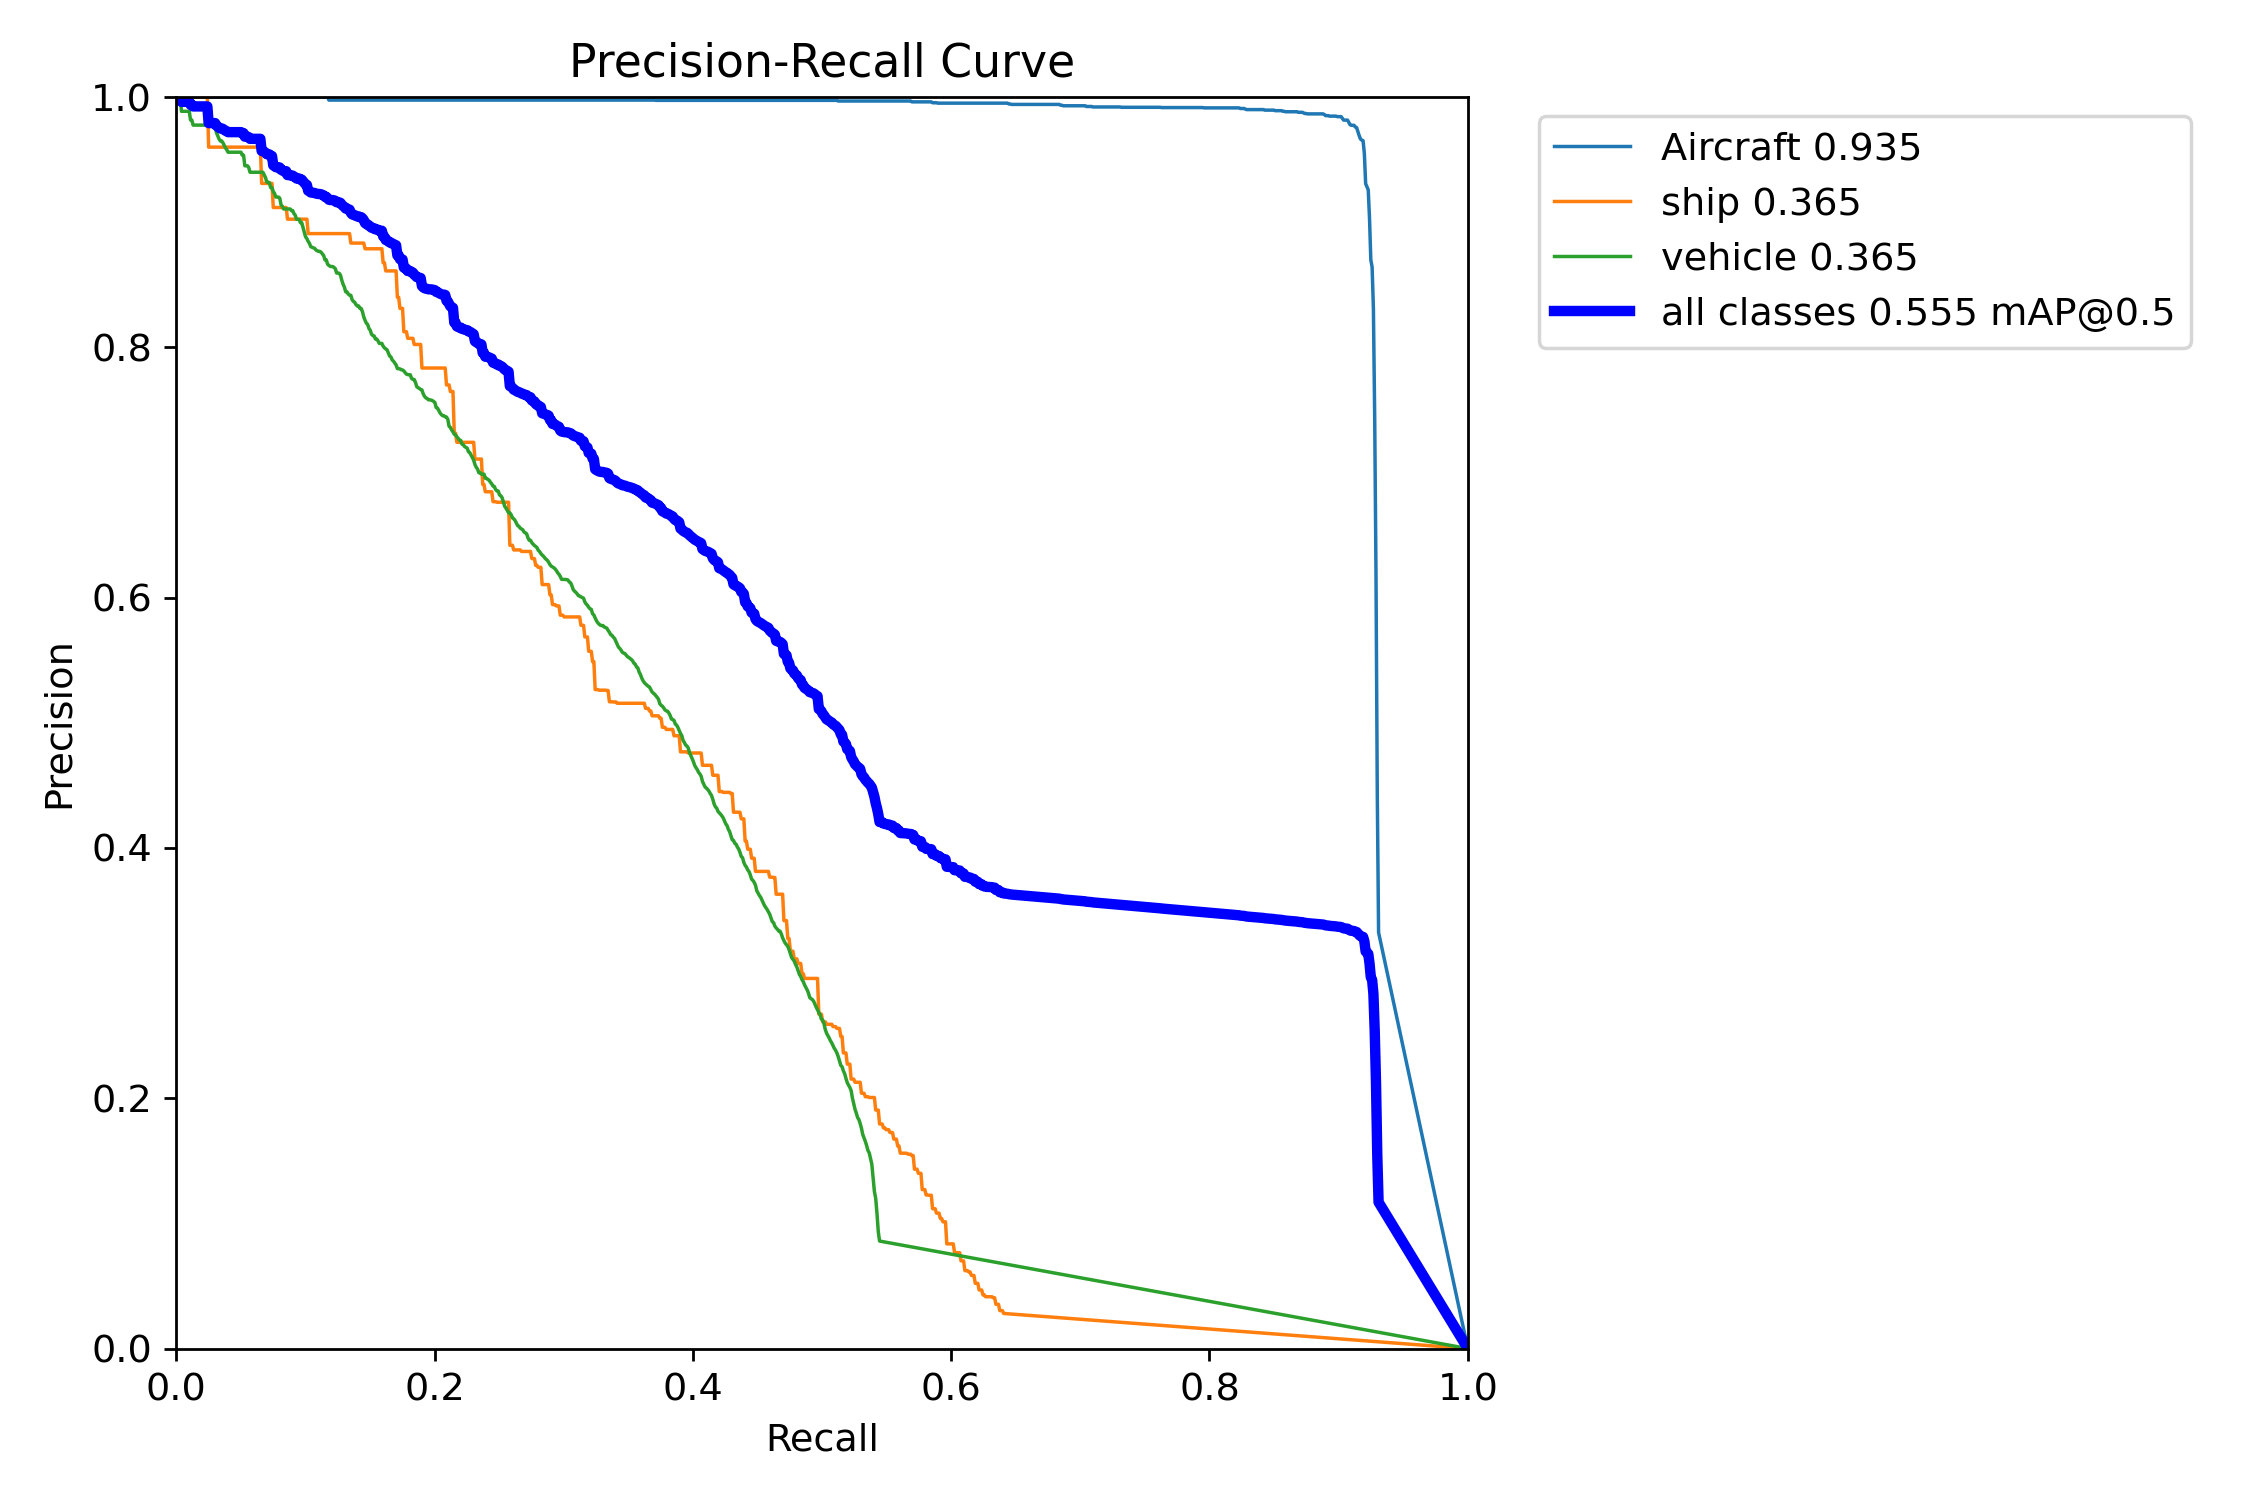 Precision-Recall Curve
1.0
0.8
0.6
0.4
0.2
0.0
Precision
0.0 0.2 0.4 0.6 0.8 1.0
Recall
Aircraft 0.935
ship 0.365
vehicle 0.365
all classes 0.555 mAP@0.5